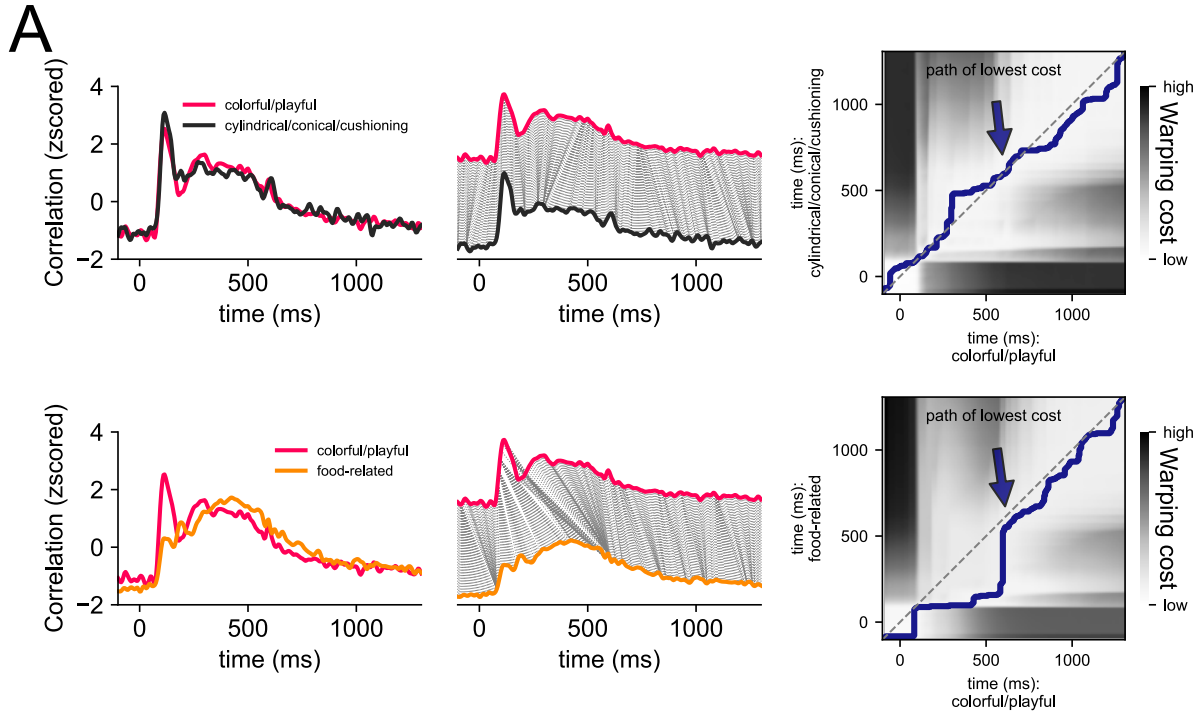 A
Correlation (zscored)
4
2
0
−2
colorful/playful
cylindrical/conical/cushioning
0
500
1000
time (ms)
0
500
1000
time (ms)
time (ms):
cylindrical/conical/cushioning
1000
500
0
path of lowest cost
0
500
1000
time (ms):
colorful/playful
high
low
Warping cost
Correlation (zscored)
4
2
0
−2
colorful/playful
food-related
0
500
1000
time (ms)
0
500
1000
time (ms)
time (ms):
food-related
1000
500
0
path of lowest cost
0
500
1000
time (ms):
colorful/playful
high
low
Warping cost